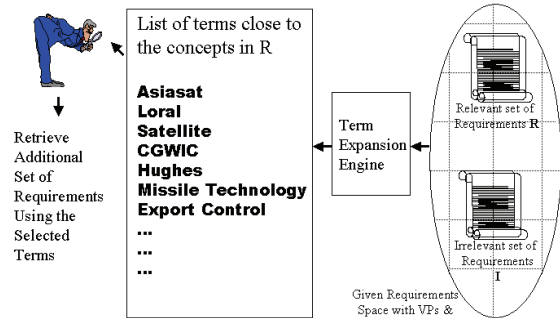 List of terms close
to the concepts in R
Asiasat
Loral
Satellite
CGWIC
Hughes
Missile Technology
Export Control
...
...
...
Retrieve
Additional
Set of
Requirements
Using the
Selected
Terms
Term
Expansion
Engine
Relevant set of
Requirements R
Irrelevant set of
Requirements
I
Given Requirements
Space with VPs &